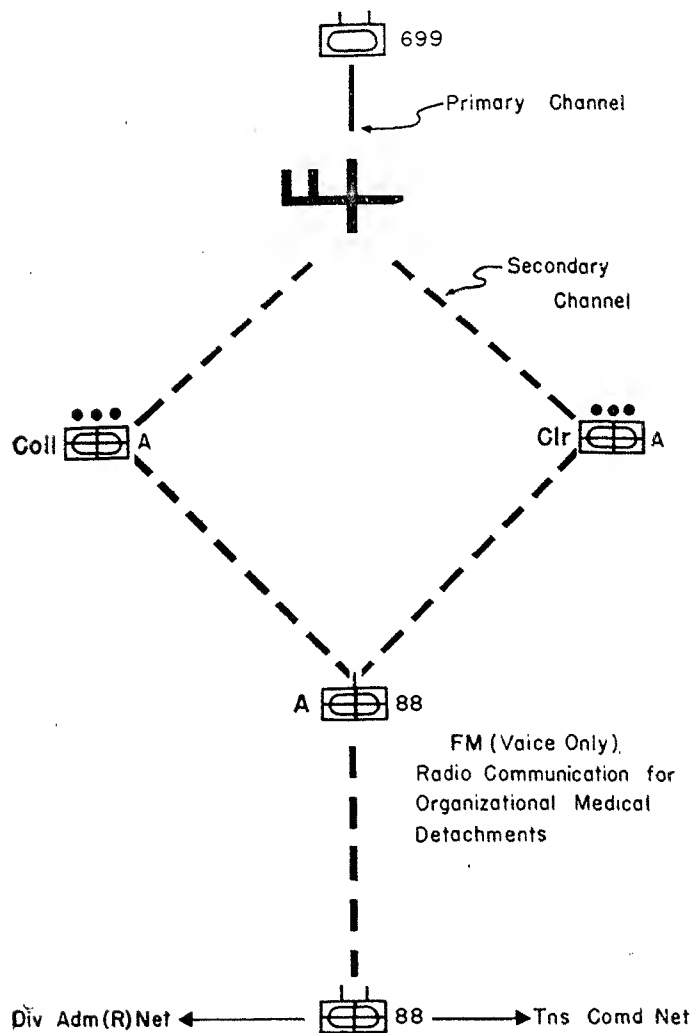 699
Primary Channel
Secondary
Channel
Coll A
Clr A
A 88
FM (Vaice Only)
Radio Communication for
Organizational Medical
Detachments
Div Adm(R) Net 88 Tns Comd Net